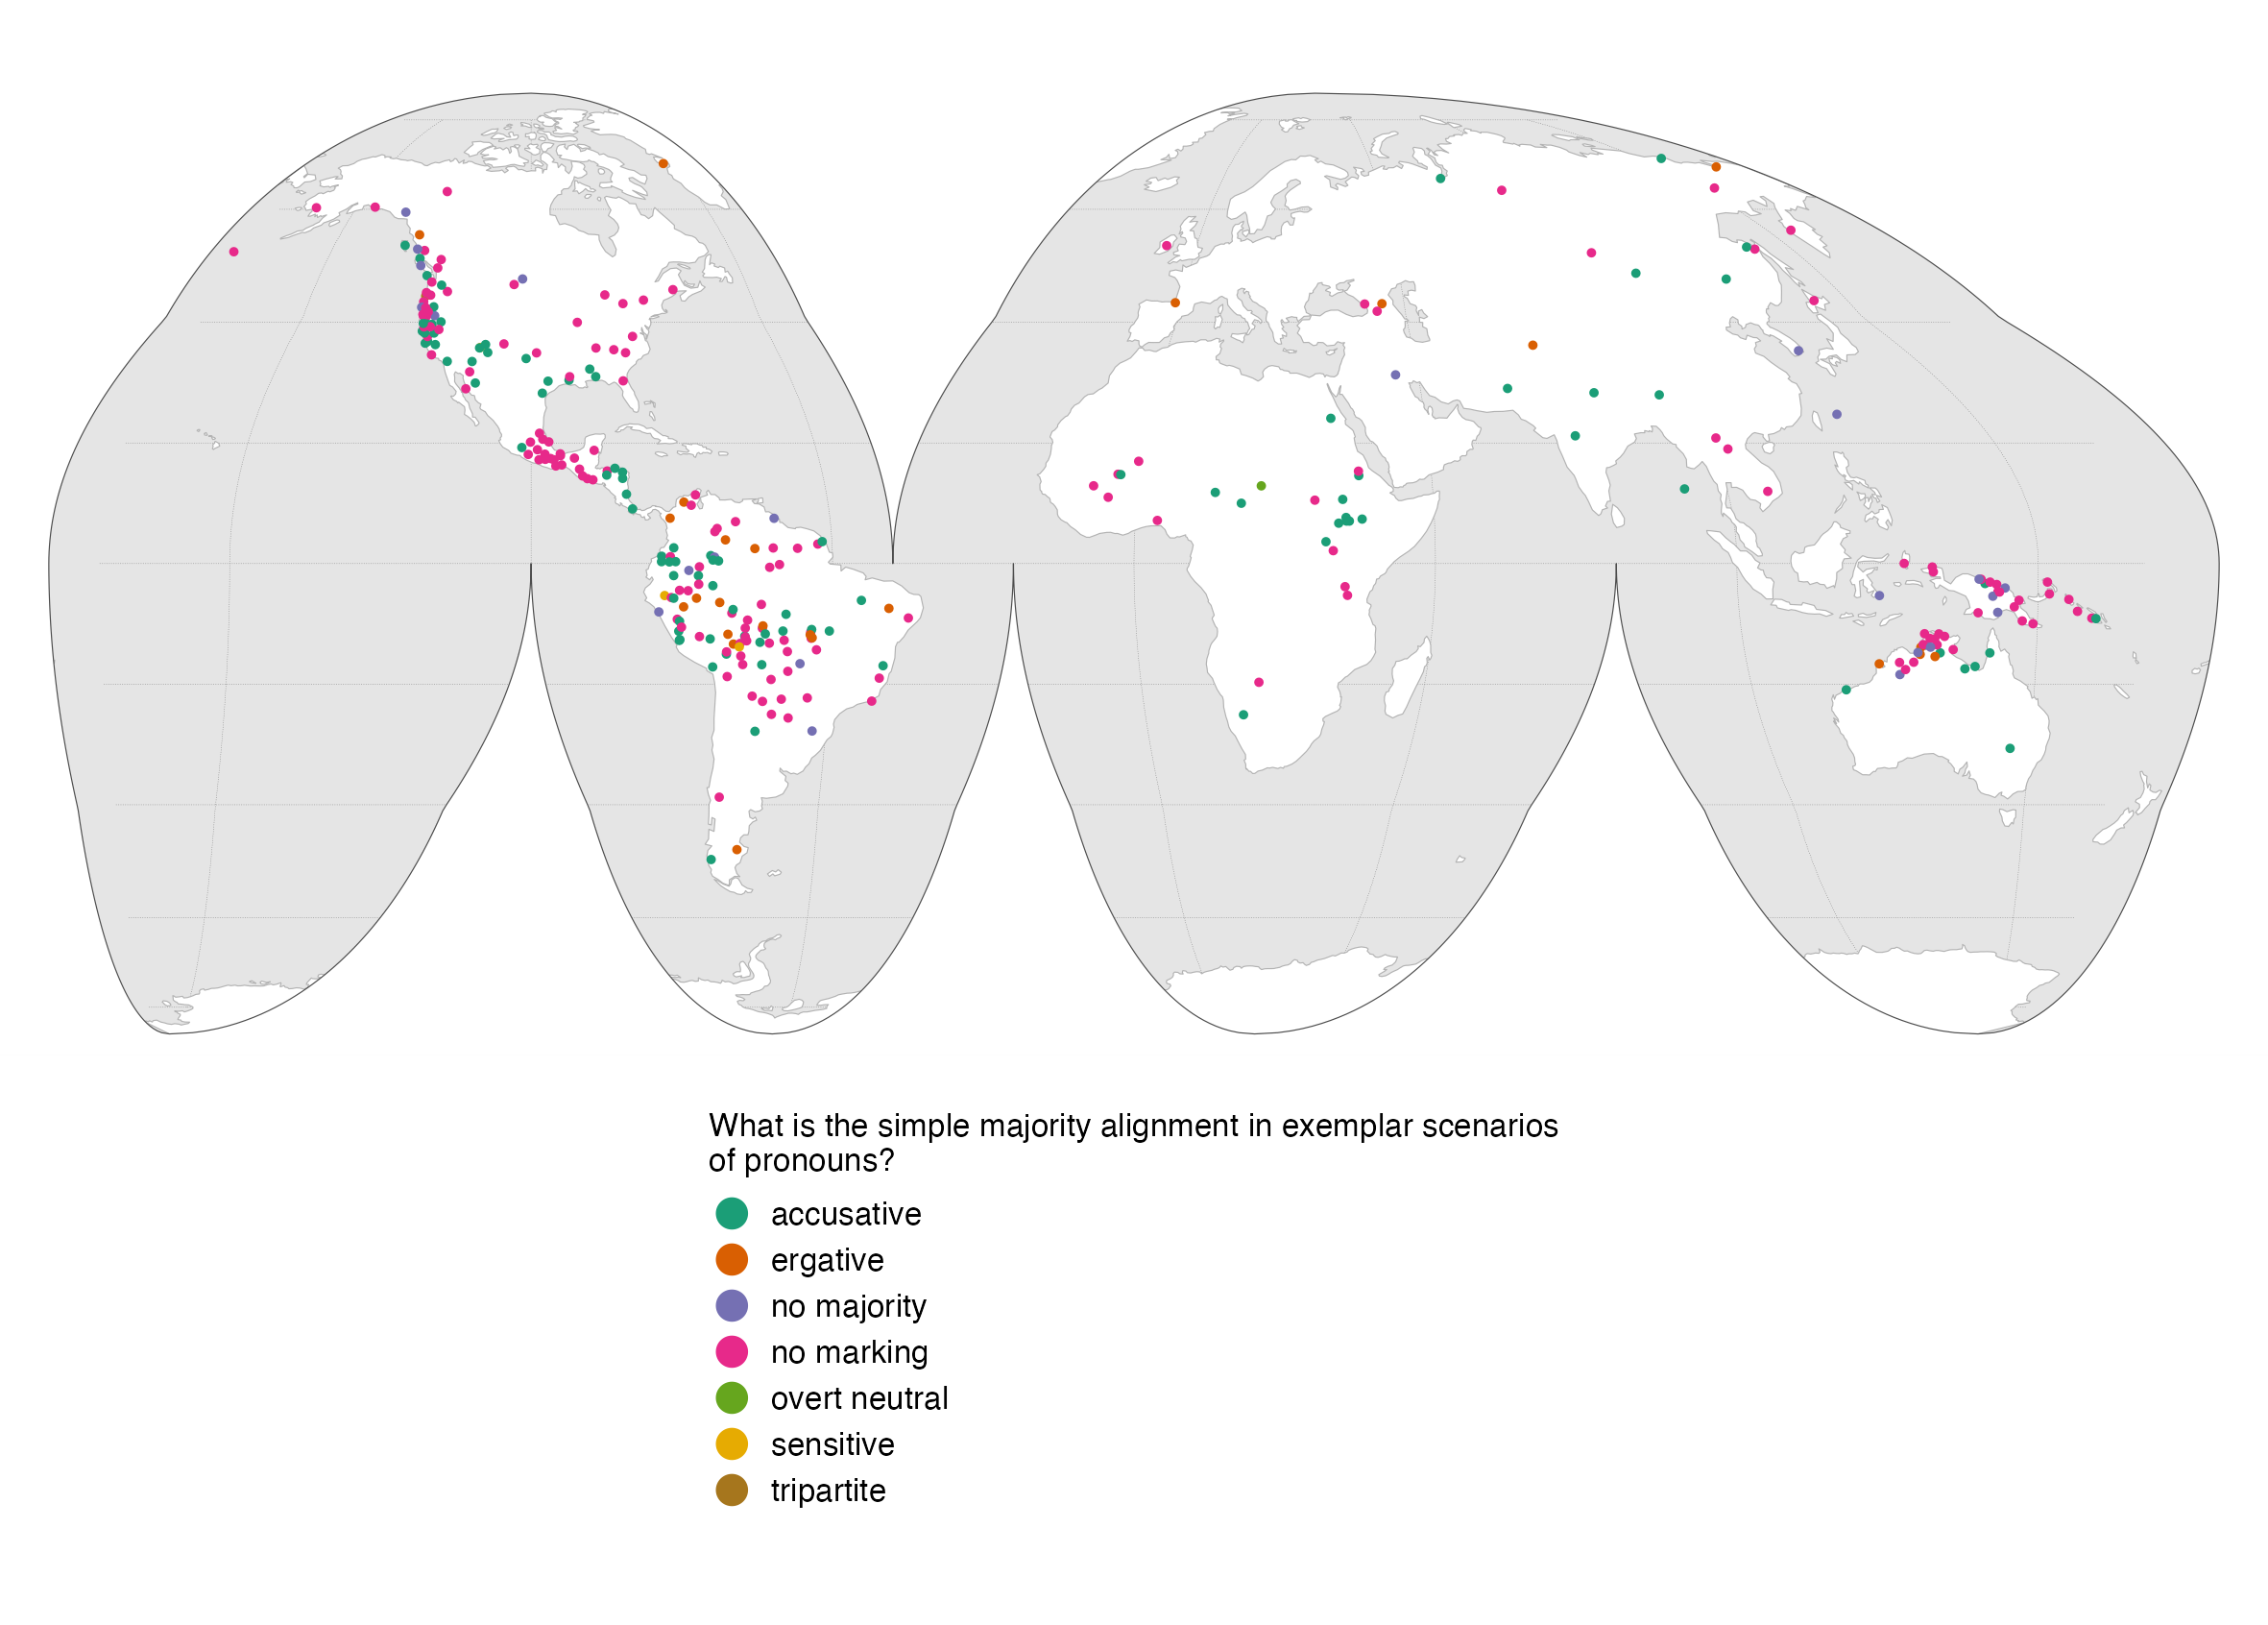 What is the simple majority alignment in exemplar scenarios
of pronouns?
accusative
ergative
no majority
no marking
overt neutral
sensitive
tripartite